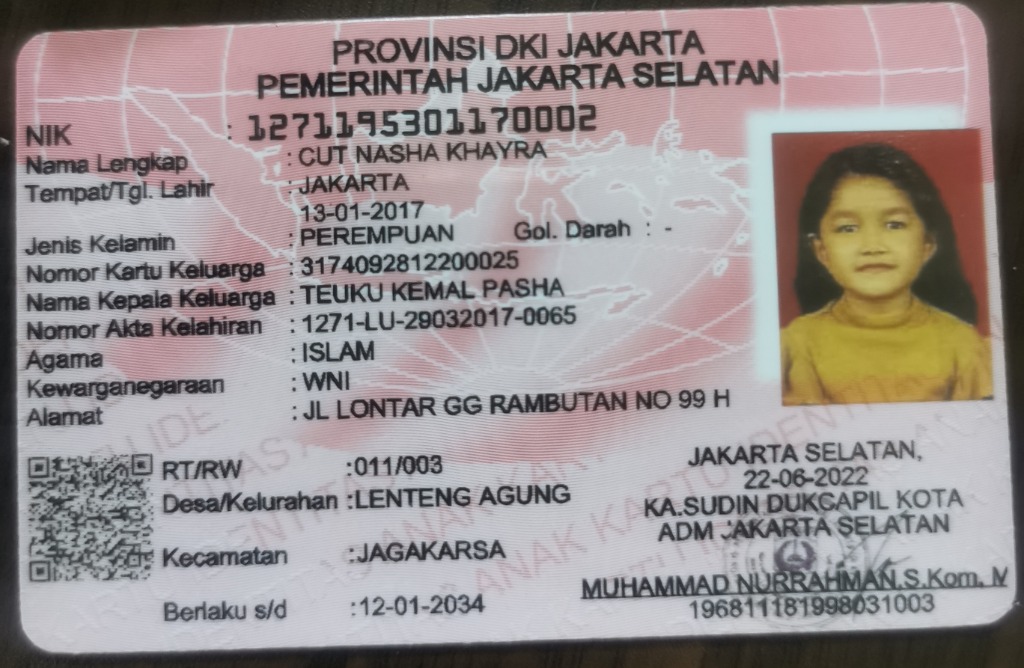 PROVINSI DKI JAKARTA
PEMERINTAH JAKARTA SELATAN
NIK : 1271195301170002
Nama Lengkap : CUT NASHA KHAYRA
Tempat/Tgl. Lahir : JAKARTA
13-01-2017
Jenis Kelamin : PEREMPUAN Gol. Darah : -
Nomor Kartu Keluarga : 3174092812200025
Nama Kepala Keluarga : TEUKU KEMAL PASHA
Nomor Akta Kelahiran : 1271-LU-29032017-0065
Agama : ISLAM
Kewarganegaraan : WNI
Alamat : JL LONTAR GG RAMBUTAN NO 99 H
RT/RW :011/003
Desa/Kelurahan :LENTENG AGUNG
Kecamatan :JAGAKARSA
Berlaku s/d :12-01-2034
JAKARTA SELATAN,
22-06-2022
KA.SUDIN DUKCAPIL KOTA
ADM JAKARTA SELATAN
MUHAMMAD NURRAHMAN,S.Kom, M
196811181998031003